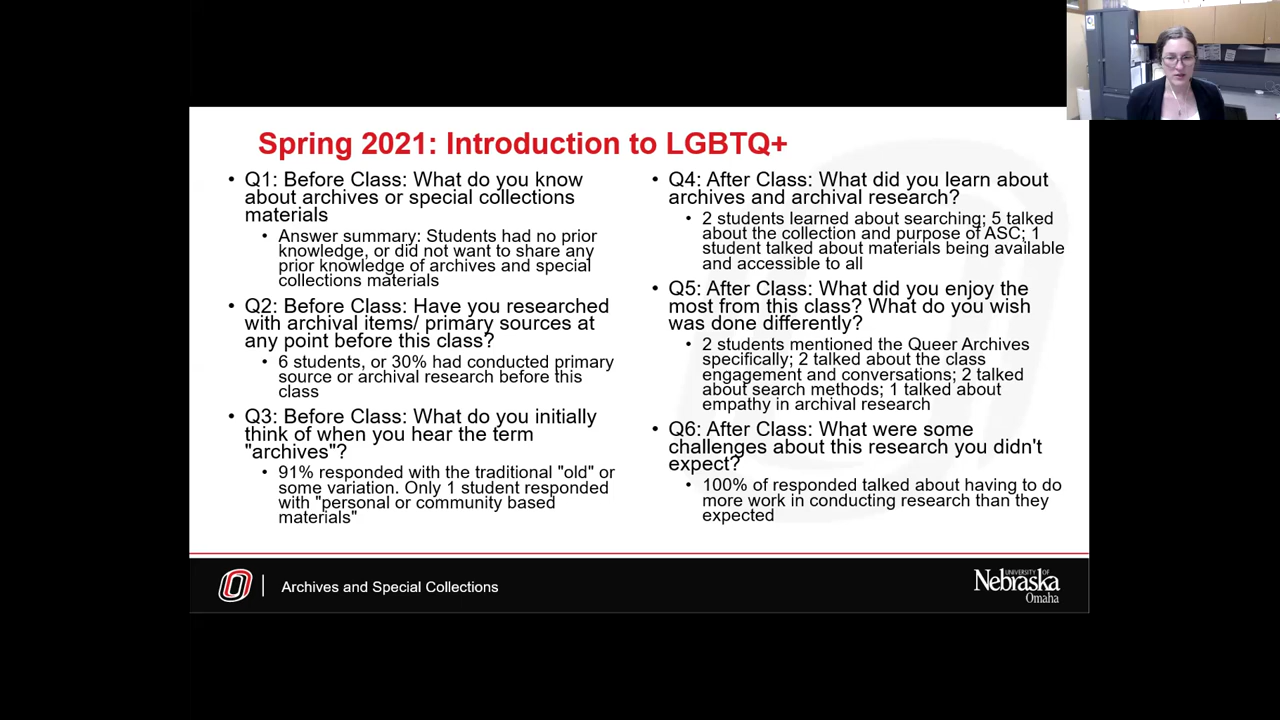 Spring 2021: Introduction to LGBTQ+
• Q1: Before Class: What do you know
about archives or special collections
materials
• Answer summary: Students had no prior
knowledge, or did not want to share any
prior knowledge of archives and special
collections materials
• Q2: Before Class: Have you researched
with archival items/ primary sources at
any point before this class?
• 6 students, or 30% had conducted primary
source or archival research before this
class
• Q3: Before Class: What do you initially
think of when you hear the term
"archives"?
• 91% responded with the traditional "old" or
some variation. Only 1 student responded
with "personal or community based
materials"
• Q4: After Class: What did you learn about
archives and archival research?
• 2 students learned about searching; 5 talked
about the collection and purpose of ASC; 1
student talked about materials being available
and accessible to all
• Q5: After Class: What did you enjoy the
most from this class? What do you wish
was done differently?
• 2 students mentioned the Queer Archives
specifically; 2 talked about the class
engagement and conversations; 2 talked
about search methods; 1 talked about
empathy in archival research
• Q6: After Class: What were some
challenges about this research you didn't
expect?
• 100% of responded talked about having to do
more work in conducting research than they
expected
Archives and Special Collections
UNIVERSITY OF
Nebraska
Omaha